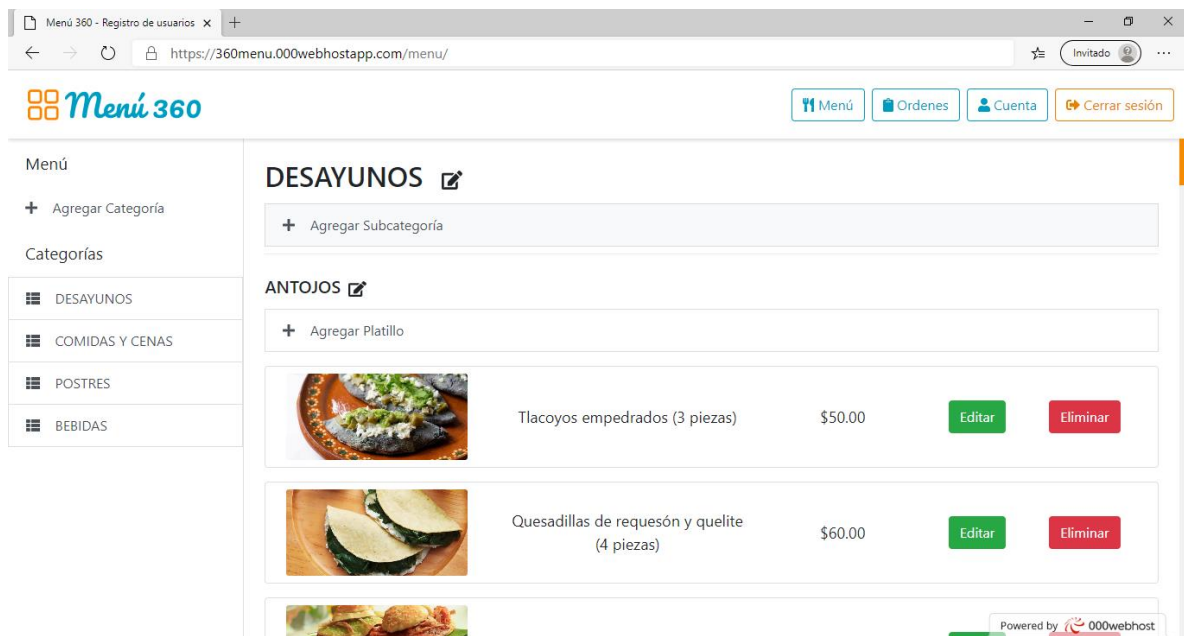 Menú 360 - Registro de usuarios
https://360menu.000webhostapp.com/menu/
Invitado
Menú 360
Menú
Ordenes
Cuenta
Cerrar sesión
Menú
Agregar Categoría
Categorías
DESAYUNOS
COMIDAS Y CENAS
POSTRES
BEBIDAS
DESAYUNOS
Agregar Subcategoría
ANTOJOS
Agregar Platillo
Tlacoyos empedrados (3 piezas)
$50.00
Editar
Eliminar
Quesadillas de requesón y quelite
(4 piezas)
$60.00
Editar
Eliminar
Powered by 000webhost